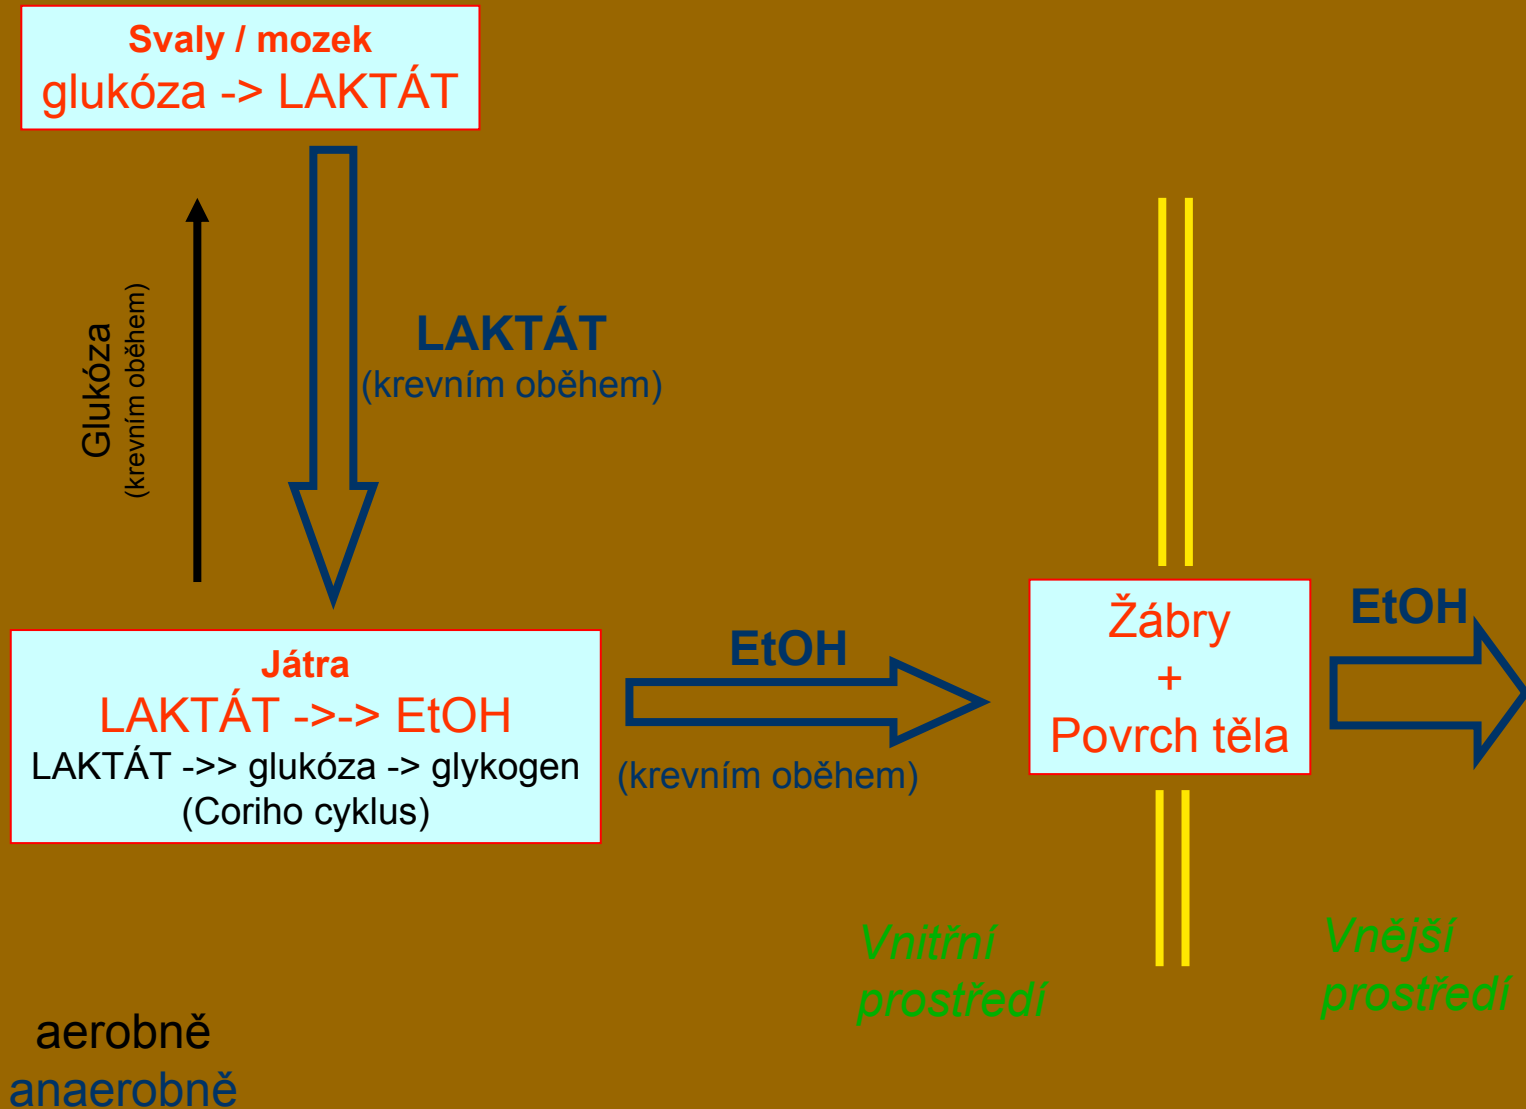 Svaly / mozek
glukóza -> LAKTÁT
Glukóza
(krevním oběhem)
LAKTÁT
(krevním oběhem)
Játra
LAKTÁT ->-> EtOH
LAKTÁT ->> glukóza -> glykogen
(Coriho cyklus)
EtOH
(krevním oběhem)
Žábry
+
Povrch těla
EtOH
Vnitřní
prostředí
Vnější
prostředí
aerobně
anaerobně